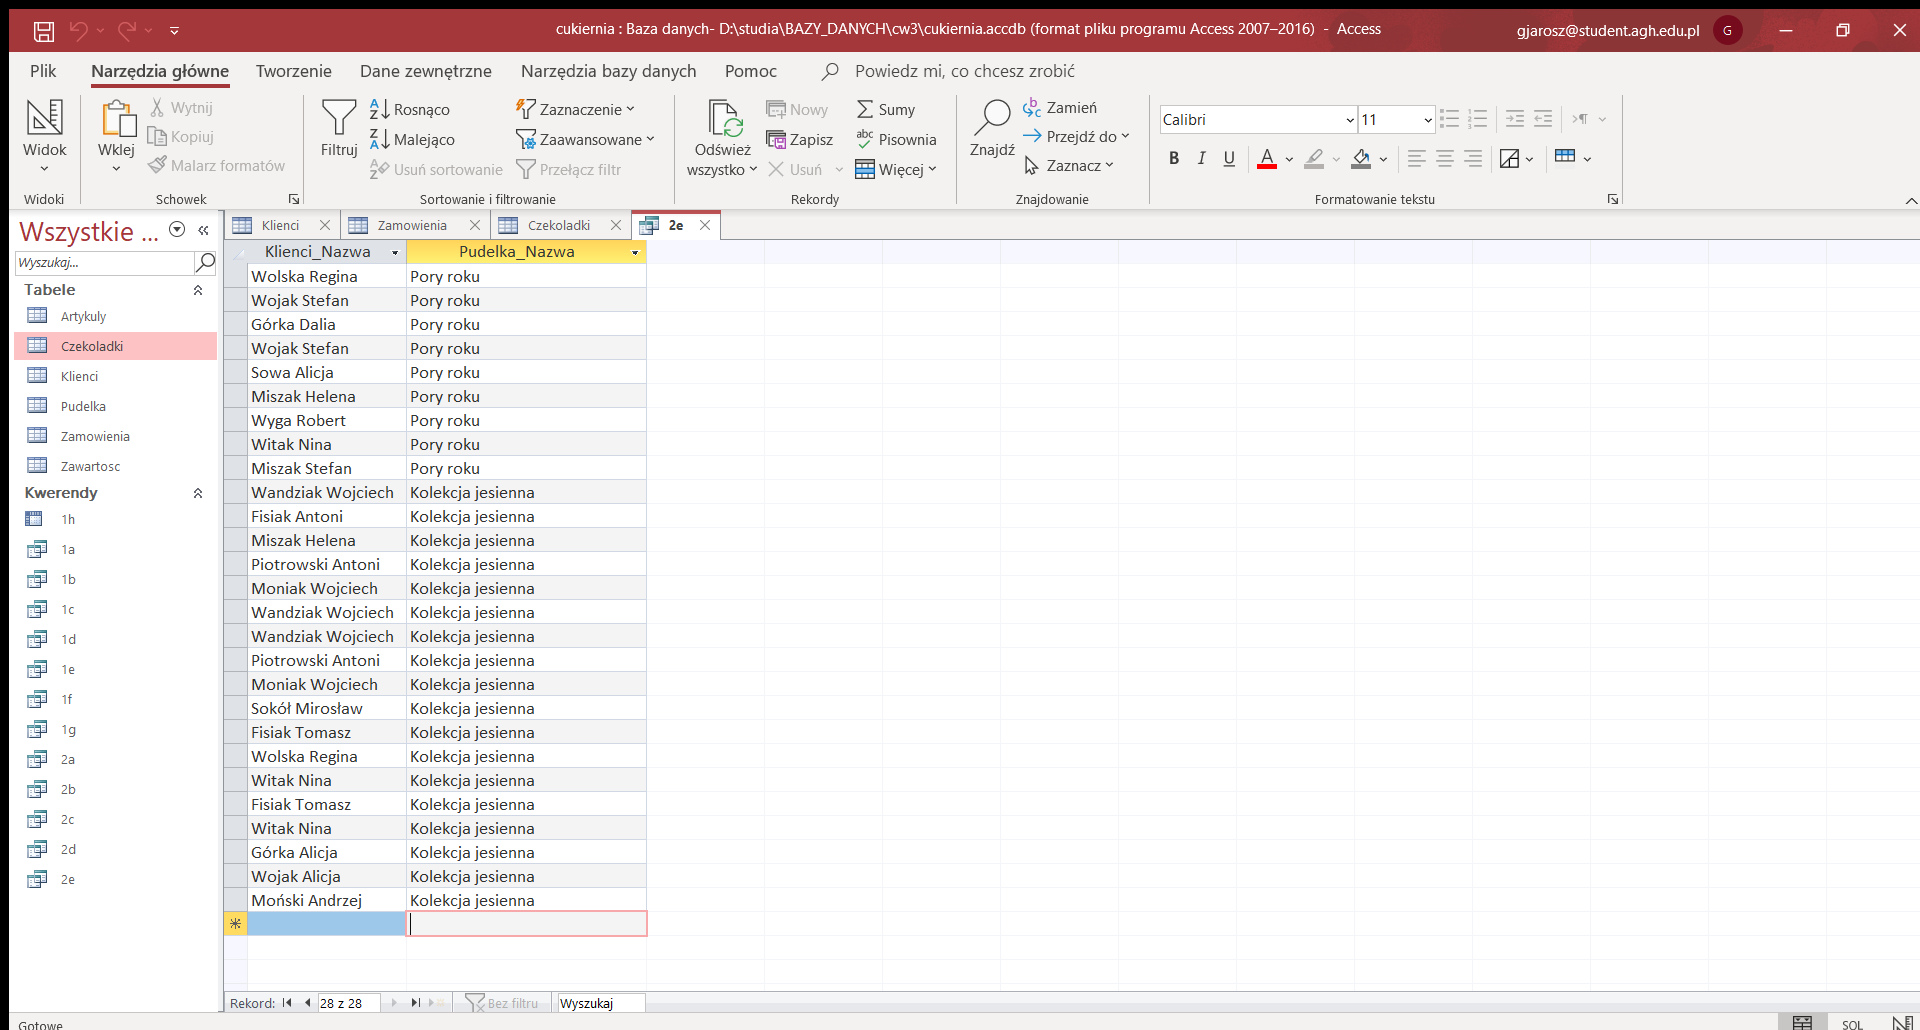 cukiernia : Baza danych- D:\studia\BAZY_DANYCH\cw3\cukiernia.accdb (format pliku programu Access 2007–2016)  -  Access
gjarosz@student.agh.edu.pl
G
Plik
Narzędzia główne
Tworzenie
Dane zewnętrzne
Narzędzia bazy danych
Pomoc
Powiedz mi, co chcesz zrobić
Widok
Widoki
Wklej
Wytnij
Kopiuj
Malarz formatów
Schowek
Filtruj
Rosnąco
Malejąco
Usuń sortowanie
Zaznaczenie
Zaawansowane
Przełącz filtr
Sortowanie i filtrowanie
Odśwież
wszystko
Nowy
Zapisz
Usuń
Sumy
Pisownia
Więcej
Rekordy
Znajdź
Zamień
Przejdź do
Zaznacz
Znajdowanie
Calibri
11
B I U
Formatowanie tekstu
Wszystkie ...
Wyszukaj...
Tabele
Artykuly
Czekoladki
Klienci
Pudelka
Zamowienia
Zawartosc
Kwerendy
1h
1a
1b
1c
1d
1e
1f
1g
2a
2b
2c
2d
2e
Klienci
Zamowienia
Czekoladki
2e
Klienci_Nazwa Pudelka_Nazwa
Wolska Regina Pory roku
Wojak Stefan Pory roku
Górka Dalia Pory roku
Wojak Stefan Pory roku
Sowa Alicja Pory roku
Miszak Helena Pory roku
Wyga Robert Pory roku
Witak Nina Pory roku
Miszak Stefan Pory roku
Wandziak Wojciech Kolekcja jesienna
Fisiak Antoni Kolekcja jesienna
Miszak Helena Kolekcja jesienna
Piotrowski Antoni Kolekcja jesienna
Moniak Wojciech Kolekcja jesienna
Wandziak Wojciech Kolekcja jesienna
Wandziak Wojciech Kolekcja jesienna
Piotrowski Antoni Kolekcja jesienna
Moniak Wojciech Kolekcja jesienna
Sokół Mirosław Kolekcja jesienna
Fisiak Tomasz Kolekcja jesienna
Wolska Regina Kolekcja jesienna
Witak Nina Kolekcja jesienna
Fisiak Tomasz Kolekcja jesienna
Witak Nina Kolekcja jesienna
Górka Alicja Kolekcja jesienna
Wojak Alicja Kolekcja jesienna
Moński Andrzej Kolekcja jesienna
Rekord: 28 z 28 Bez filtru Wyszukaj
Gotowe
SQL